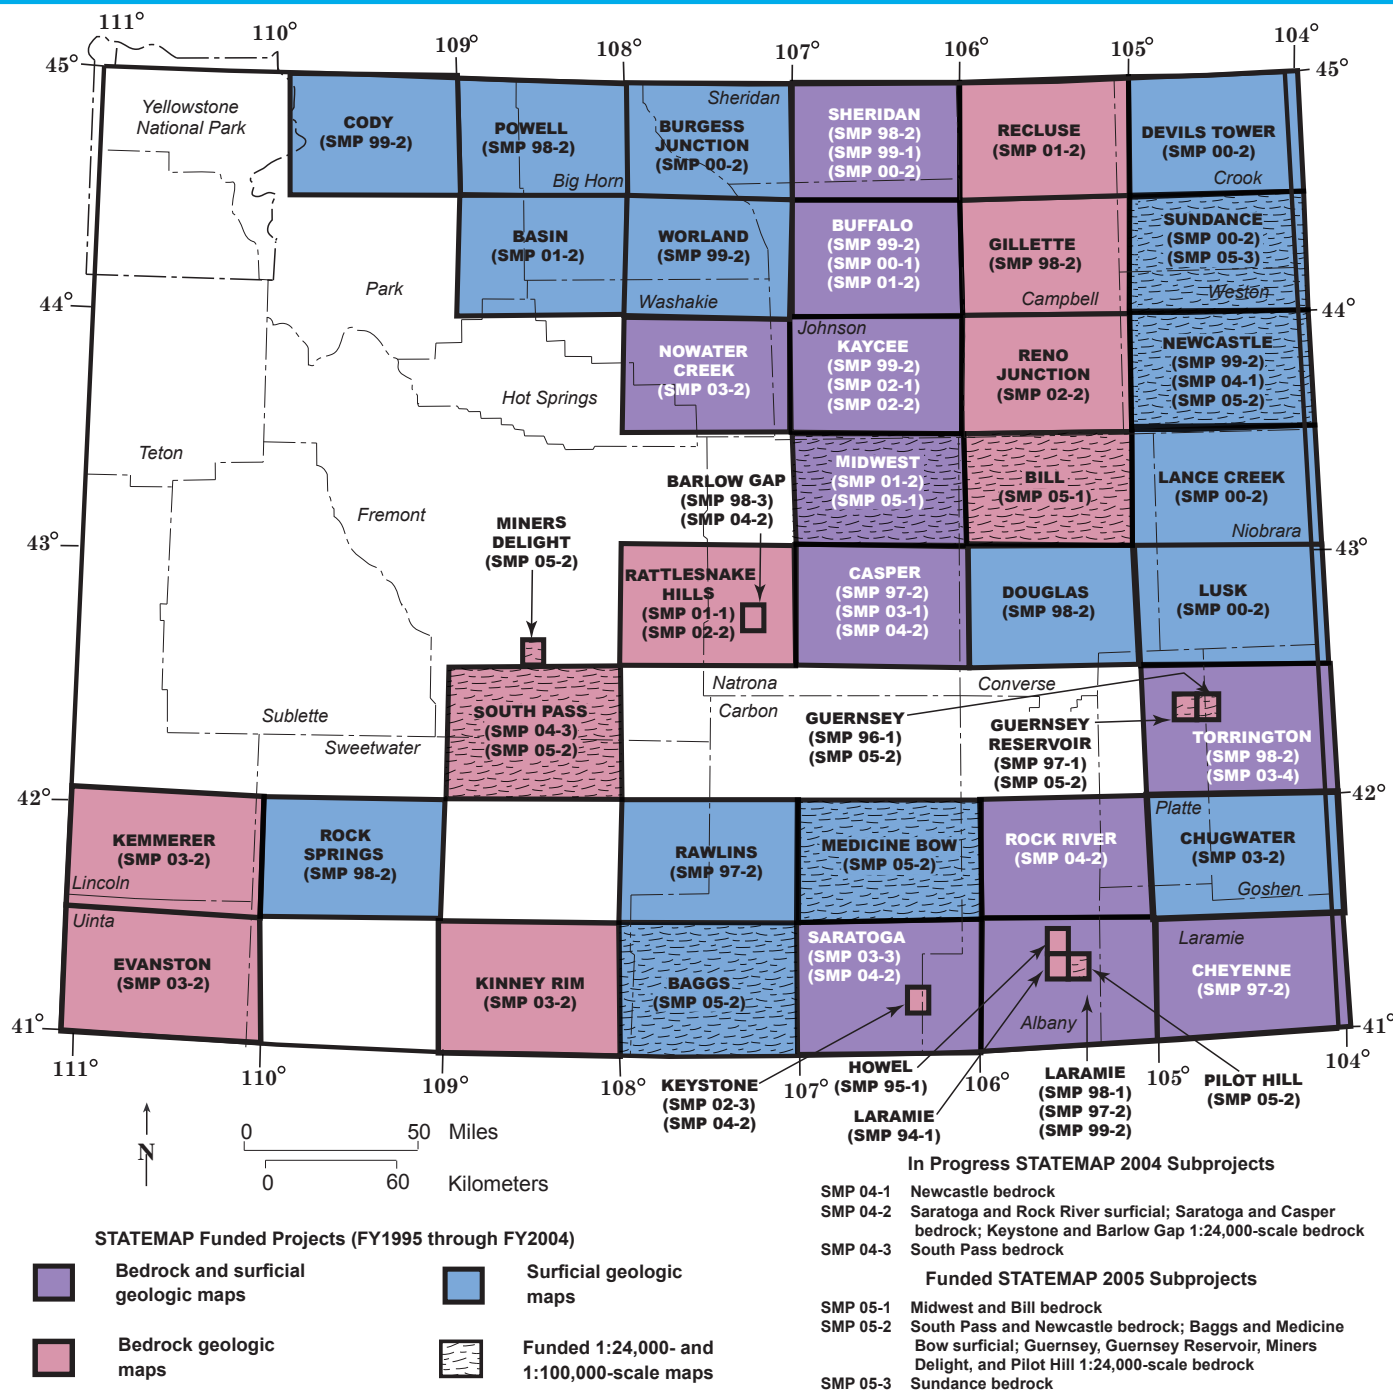 111°
110°
109°
108°
107°
106°
105°
104°
45°
45°
Yellowstone
National Park
CODY
(SMP 99-2)
POWELL
(SMP 98-2)
Big Horn
Sheridan
BURGESS
JUNCTION
(SMP 00-2)
SHERIDAN
(SMP 98-2)
(SMP 99-1)
(SMP 00-2)
RECLUSE
(SMP 01-2)
DEVILS TOWER
(SMP 00-2)
Crook
BASIN
(SMP 01-2)
WORLAND
(SMP 99-2)
Washakie
BUFFALO
(SMP 99-2)
(SMP 00-1)
(SMP 01-2)
GILLETTE
(SMP 98-2)
Campbell
SUNDANCE
(SMP 00-2)
(SMP 05-3)
Weston
44°
44°
Park
Hot Springs
NOWATER
CREEK
(SMP 03-2)
Johnson
KAYCEE
(SMP 99-2)
(SMP 02-1)
(SMP 02-2)
RENO
JUNCTION
(SMP 02-2)
NEWCASTLE
(SMP 99-2)
(SMP 04-1)
(SMP 05-2)
Teton
Fremont
MINERS
DELIGHT
(SMP 05-2)
BARLOW GAP
(SMP 98-3)
(SMP 04-2)
MIDWEST
(SMP 01-2)
(SMP 05-1)
BILL
(SMP 05-1)
LANCE CREEK
(SMP 00-2)
Niobrara
43°
43°
RATTLESNAKE
HILLS
(SMP 01-1)
(SMP 02-2)
CASPER
(SMP 97-2)
(SMP 03-1)
(SMP 04-2)
DOUGLAS
(SMP 98-2)
LUSK
(SMP 00-2)
Sublette
Sweetwater
SOUTH PASS
(SMP 04-3)
(SMP 05-2)
Natrona
Carbon
Converse
GUERNSEY
(SMP 96-1)
(SMP 05-2)
GUERNSEY
RESERVOIR
(SMP 97-1)
(SMP 05-2)
TORRINGTON
(SMP 98-2)
(SMP 03-4)
42°
42°
KEMMERER
(SMP 03-2)
Lincoln
ROCK
SPRINGS
(SMP 98-2)
RAWLINS
(SMP 97-2)
MEDICINE BOW
(SMP 05-2)
ROCK RIVER
(SMP 04-2)
Platte
CHUGWATER
(SMP 03-2)
Goshen
Uinta
EVANSTON
(SMP 03-2)
KINNEY RIM
(SMP 03-2)
BAGGS
(SMP 05-2)
SARATOGA
(SMP 03-3)
(SMP 04-2)
Albany
Laramie
CHEYENNE
(SMP 97-2)
41°
41°
111°
110°
109°
108°
107°
106°
105°
104°
KEYSTONE
(SMP 02-3)
(SMP 04-2)
HOWEL
(SMP 95-1)
LARAMIE
(SMP 94-1)
LARAMIE
(SMP 98-1)
(SMP 97-2)
(SMP 99-2)
PILOT HILL
(SMP 05-2)
N
0 50 Miles
0 60 Kilometers
STATEMAP Funded Projects (FY1995 through FY2004)
Bedrock and surficial
geologic maps
Surficial geologic
maps
Bedrock geologic
maps
Funded 1:24,000- and
1:100,000-scale maps
In Progress STATEMAP 2004 Subprojects
SMP 04-1 Newcastle bedrock
SMP 04-2 Saratoga and Rock River surficial; Saratoga and Casper
bedrock; Keystone and Barlow Gap 1:24,000-scale bedrock
SMP 04-3 South Pass bedrock
Funded STATEMAP 2005 Subprojects
SMP 05-1 Midwest and Bill bedrock
SMP 05-2 South Pass and Newcastle bedrock; Baggs and Medicine
Bow surficial; Guernsey, Guernsey Reservoir, Miners
Delight, and Pilot Hill 1:24,000-scale bedrock
SMP 05-3 Sundance bedrock